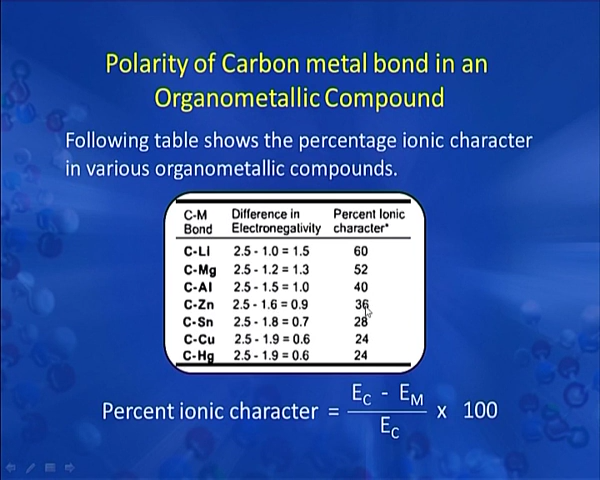 Polarity of Carbon metal bond in an
Organometallic Compound
Following table shows the percentage ionic character
in various organometallic compounds.
C-M Difference in Percent Ionic
Bond Electronegativity character*
C-Li 2.5 - 1.0 = 1.5 60
C-Mg 2.5 - 1.2 = 1.3 52
C-Al 2.5 - 1.5 = 1.0 40
C-Zn 2.5 - 1.6 = 0.9 36
C-Sn 2.5 - 1.8 = 0.7 28
C-Cu 2.5 - 1.9 = 0.6 24
C-Hg 2.5 - 1.9 = 0.6 24
Percent ionic character = (E_C - E_M) / E_C x 100